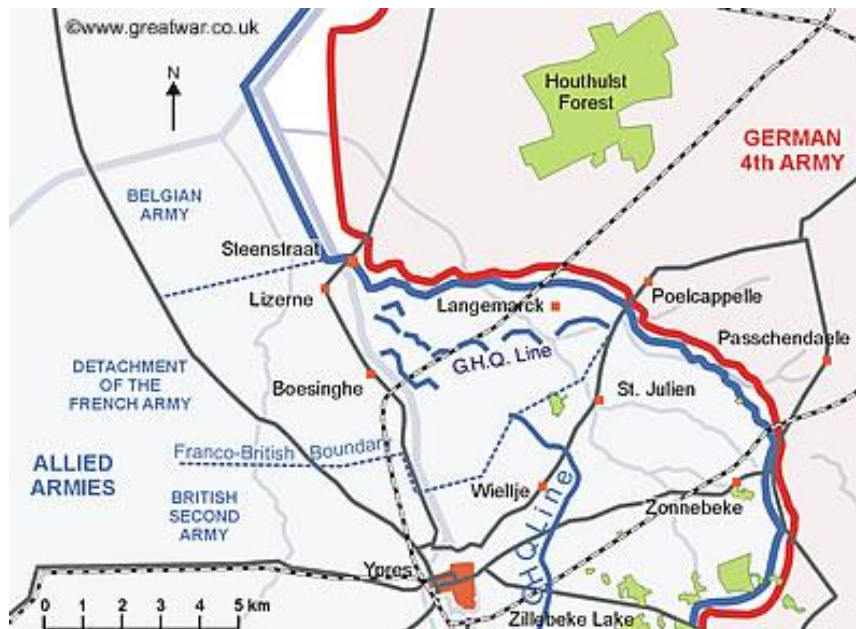 ©www.greatwar.co.uk
N
Houthulst
Forest
GERMAN
4th ARMY
BELGIAN
ARMY
Steenstraat
Lizerne
Langemarck
Poelcappelle
Passchendaele
G.H.Q. Line
DETACHMENT
OF THE
FRENCH ARMY
Boesinghe
St. Julien
Franco-British Boundary
ALLIED
ARMIES
BRITISH
SECOND
ARMY
Wieltje
Zonnebeke
G.H.Q Line
Ypres
0 1 2 3 4 5 km
Zillebeke Lake